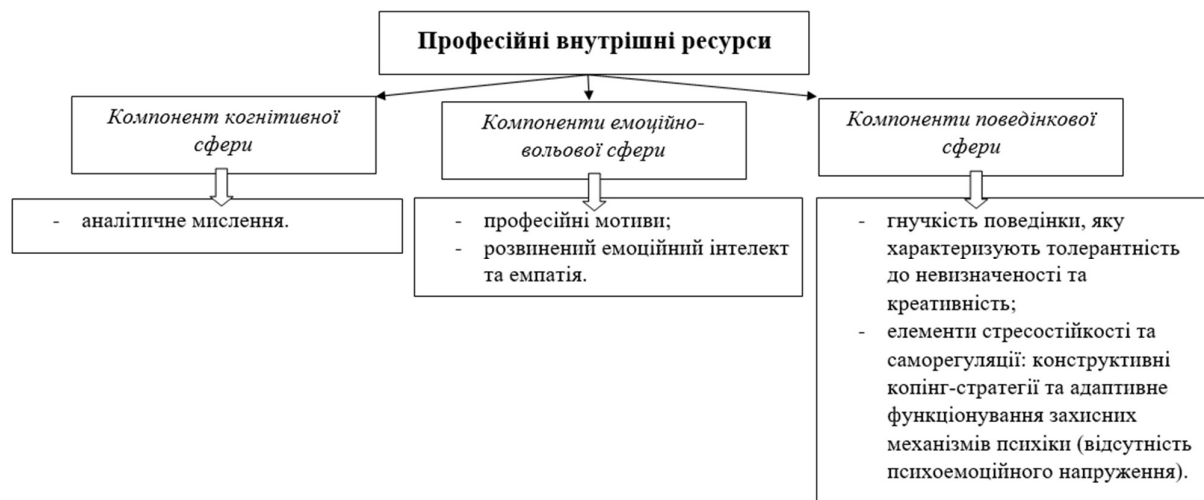 Професійні внутрішні ресурси
Компонент когнітивної
сфери
Компоненти емоційно-
вольової сфери
Компоненти поведінкової
сфери
- аналітичне мислення.
- професійні мотиви;
- розвинений емоційний інтелект
та емпатія.
- гнучкість поведінки, яку
характеризують толерантність
до невизначеності та
креативність;
- елементи стресостійкості та
саморегуляції: конструктивні
копінг-стратегії та адаптивне
функціонування захисних
механізмів психіки (відсутність
психоемоційного напруження).